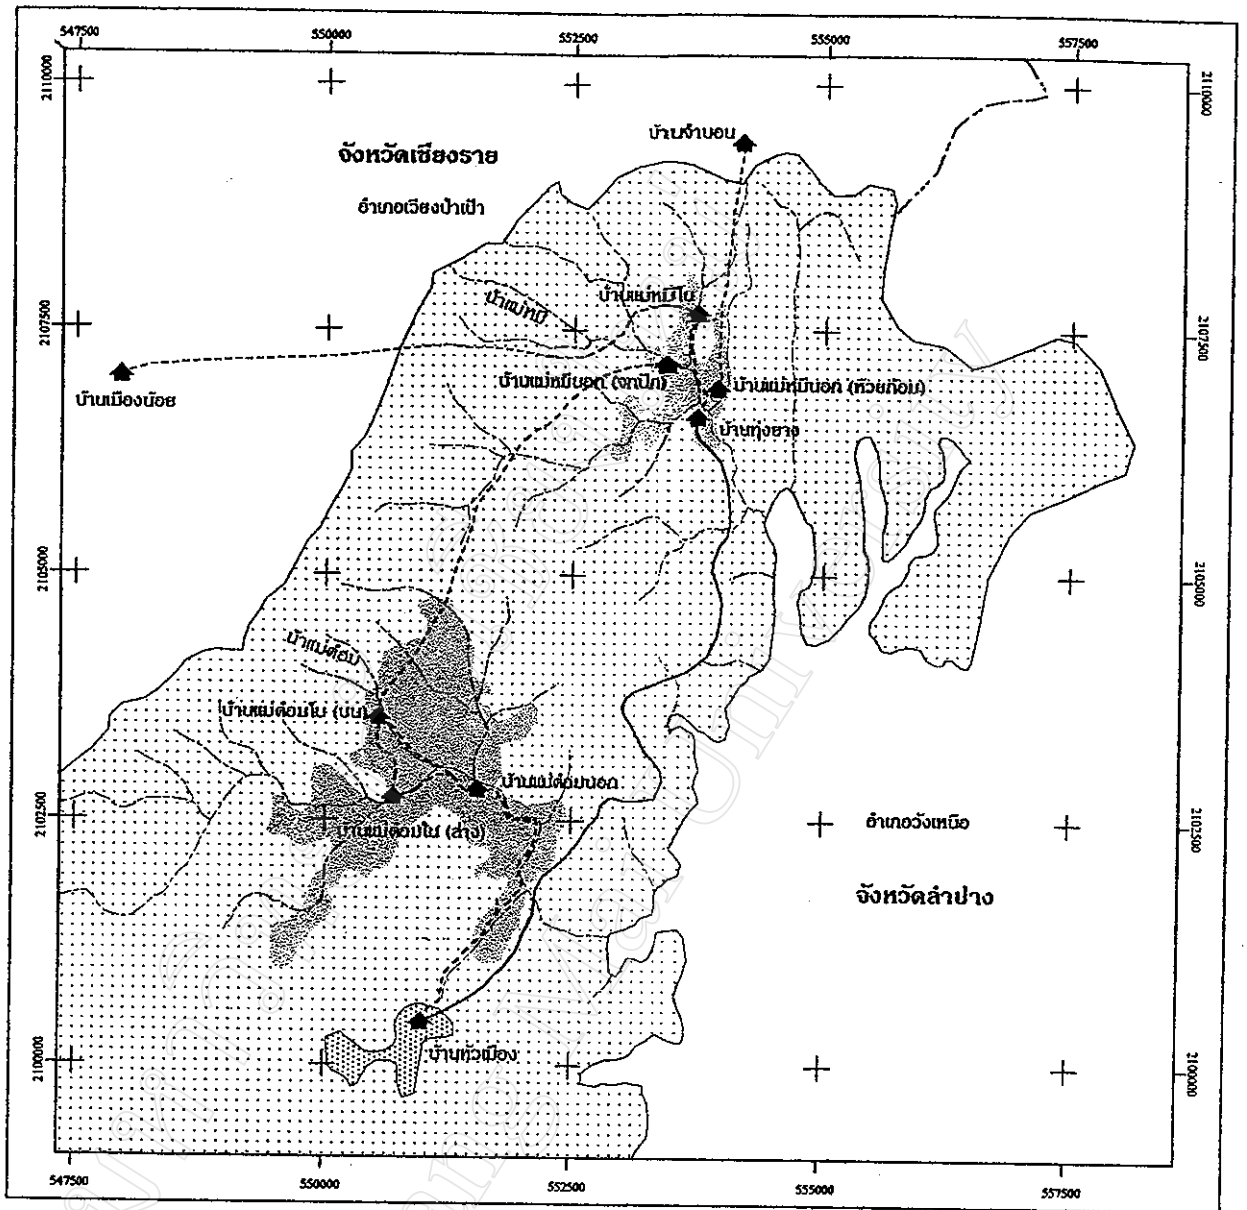 547500 550000 552500 555000 557500
2110000 2110000
บ้านจำบอน
จังหวัดเชียงราย
อำเภอเวียงป่าเป้า
น้ำแม่หมี
บ้านแม่หมีใน
2107500 2107500
บ้านเมืองน้อย
บ้านแม่หมีนอก (จกปก)
บ้านแม่หมีนอก (ห้วยก้อม)
บ้านทุ่งยาง
2105000 2105000
น้ำแม่ต๋อม
บ้านแม่ต๋อมใน (บน)
บ้านแม่ต๋อมนอก
บ้านแม่ต๋อมใน (ล่าง)
2102500 2102500
อำเภอวังเหนือ
จังหวัดลำปาง
บ้านหัวเมือง
2100000 2100000
547500 550000 552500 555000 557500